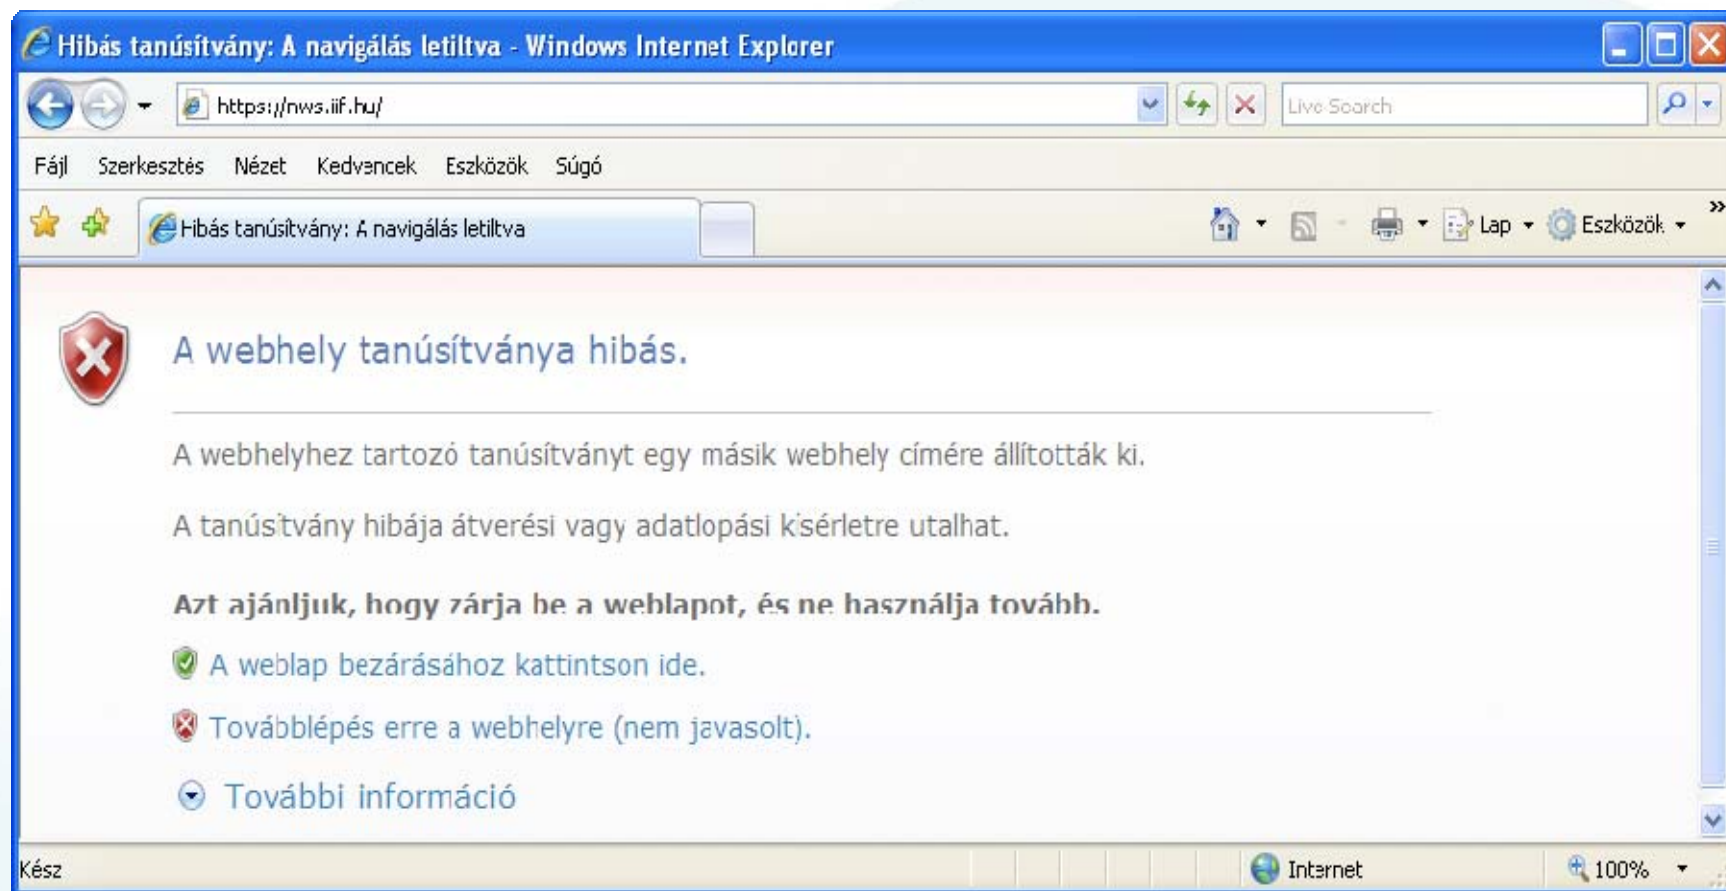 Hibás tanúsítvány: A navigálás letiltva - Windows Internet Explorer
https://nws.iif.hu/
Live Search
Fájl Szerkesztés Nézet Kedvencek Eszközök Súgó
Hibás tanúsítvány: A navigálás letiltva
Lap Eszközök »
A webhely tanúsítványa hibás.
A webhelyhez tartozó tanúsítványt egy másik webhely címére állították ki.
A tanúsítvány hibája átverési vagy adatlopási kísérletre utalhat.
Azt ajánljuk, hogy zárja be a weblapot, és ne használja tovább.
A weblap bezárásához kattintson ide.
Továbblépés erre a webhelyre (nem javasolt).
További információ
Kész Internet 100%